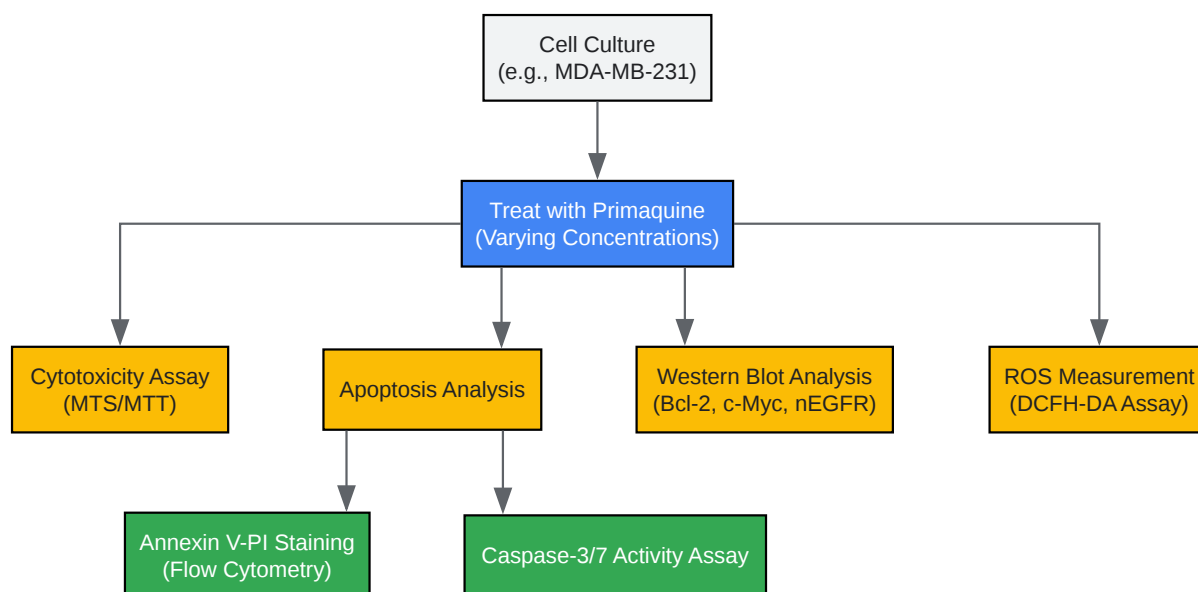 Cell Culture
(e.g., MDA-MB-231)
Treat with Primaquine
(Varying Concentrations)
Cytotoxicity Assay
(MTS/MTT)
Apoptosis Analysis
Western Blot Analysis
(Bcl-2, c-Myc, nEGFR)
ROS Measurement
(DCFH-DA Assay)
Annexin V-PI Staining
(Flow Cytometry)
Caspase-3/7 Activity Assay